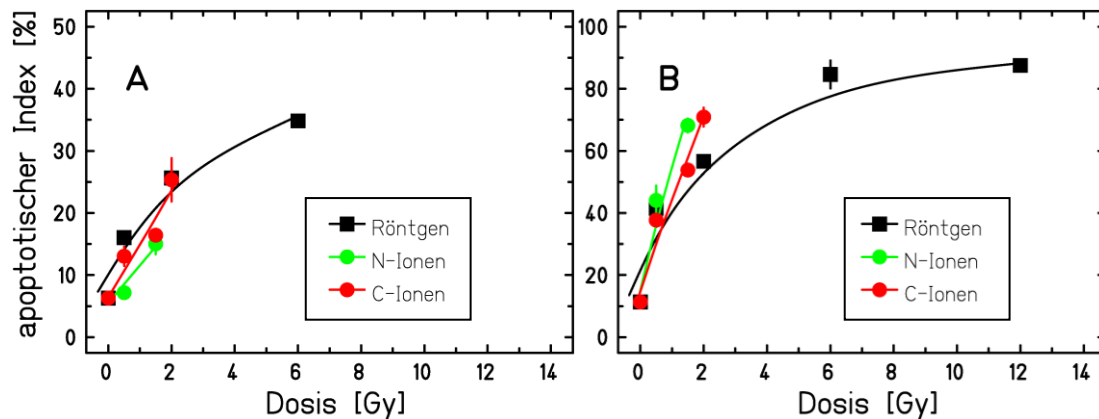 apoptotischer Index [%]
50
40
30
20
10
0
A
Röntgen
N-Ionen
C-Ionen
0 2 4 6 8 10 12 14
Dosis [Gy]
100
80
60
40
20
0
B
Röntgen
N-Ionen
C-Ionen
0 2 4 6 8 10 12 14
Dosis [Gy]